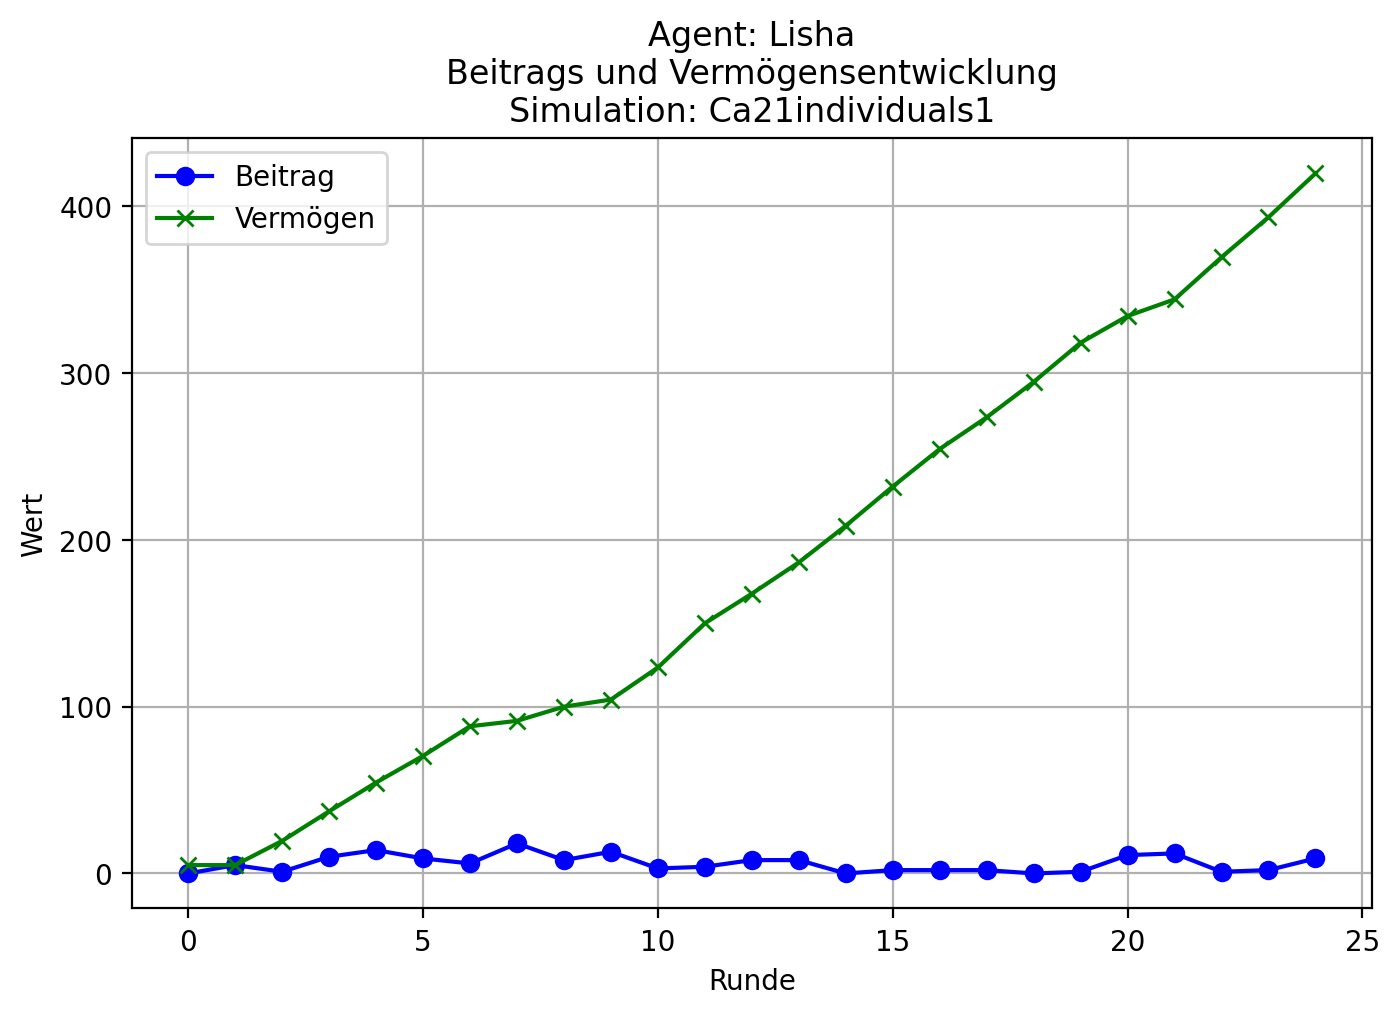 Agent: Lisha
Beitrags und Vermögensentwicklung
Simulation: Ca21individuals1
Beitrag
Vermögen
400
300
200
100
0
Wert
0 5 10 15 20 25
Runde